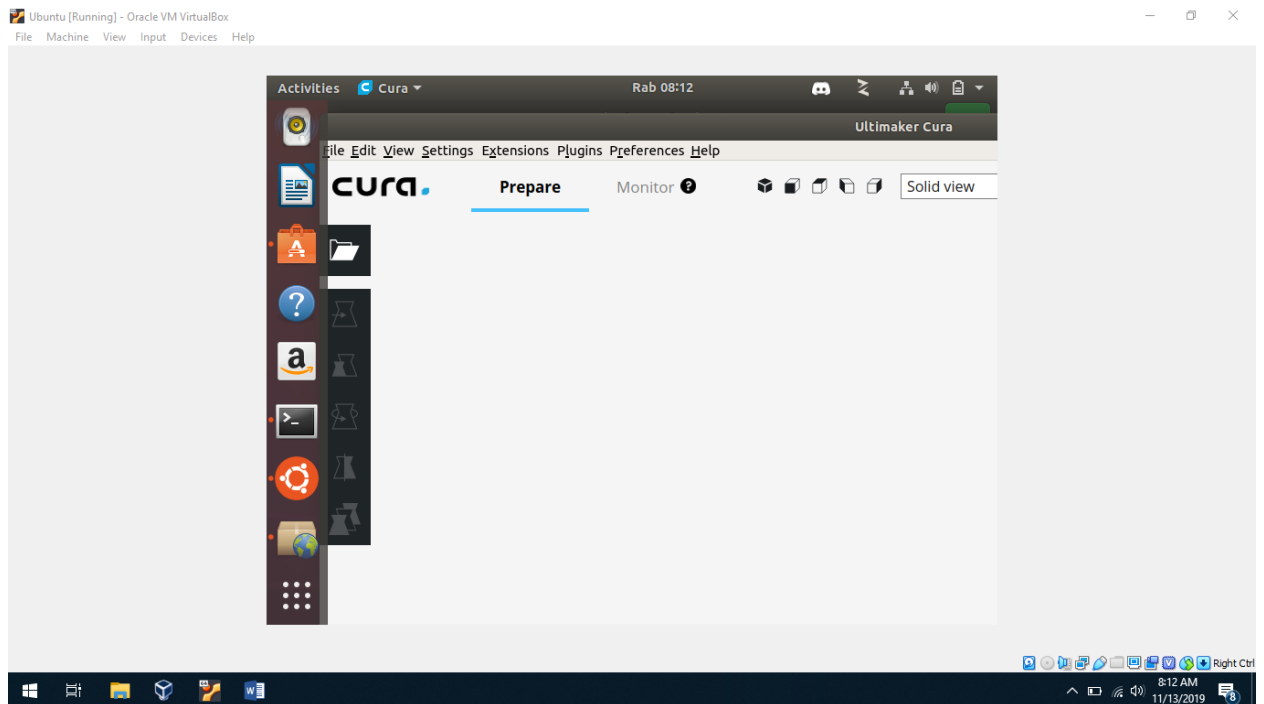 Ubuntu [Running] - Oracle VM VirtualBox
File Machine View Input Devices Help
Activities Cura Rab 08:12
Ultimaker Cura
File Edit View Settings Extensions Plugins Preferences Help
cura. Prepare Monitor ? Solid view
A
?
a
>_
Right Ctrl
W 8:12 AM
11/13/2019 8